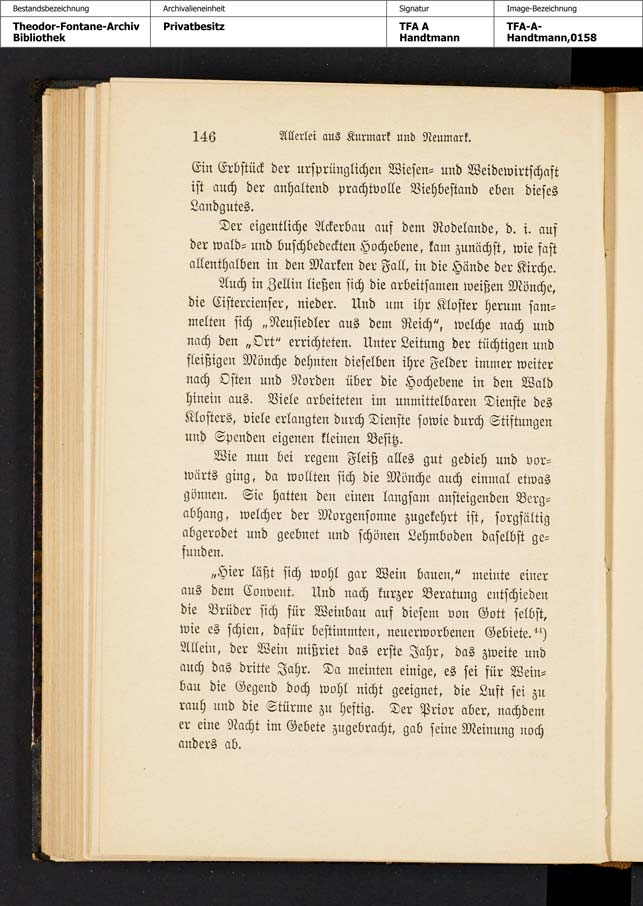 Bestandsbezeichnung Archivalieneinheit Signatur Image-Bezeichnung
Theodor-Fontane-Archiv Privatbesitz TFA A TFA-A-
Bibliothek Handtmann Handtmann,0158
146 Allerlei aus Kurmark und Neumark.
Ein Erbstück der ursprünglichen Wiesen- und Weidewirtschaft
ist auch der anhaltend prachtvolle Viehbestand eben dieses
Landgutes.
Der eigentliche Ackerbau auf dem Rodelande, d. i. auf
der wald- und buschbedeckten Hochebene, kam zunächst, wie fast
allenthalben in den Marken der Fall, in die Hände der Kirche.
Auch in Zellin ließen sich die arbeitsamen weißen Mönche,
die Cistercienser, nieder. Und um ihr Kloster herum sam-
melten sich „Neusiedler aus dem Reich“, welche nach und
nach den „Ort“ errichteten. Unter Leitung der tüchtigen und
fleißigen Mönche dehnten dieselben ihre Felder immer weiter
nach Osten und Norden über die Hochebene in den Wald
hinein aus. Viele arbeiteten im unmittelbaren Dienste des
Klosters, viele erlangten durch Dienste sowie durch Stiftungen
und Spenden eigenen kleinen Besitz.
Wie nun bei regem Fleiß alles gut gedieh und vor-
wärts ging, da wollten sich die Mönche auch einmal etwas
gönnen. Sie hatten den einen langsam ansteigenden Berg-
abhang, welcher der Morgensonne zugekehrt ist, sorgfältig
abgerodet und geebnet und schönen Lehmboden daselbst ge-
funden.
„Hier läßt sich wohl gar Wein bauen,“ meinte einer
aus dem Convent. Und nach kurzer Beratung entschieden
die Brüder sich für Weinbau auf diesem von Gott selbst,
wie es schien, dafür bestimmten, neuerworbenen Gebiete.⁴⁴)
Allein, der Wein mißriet das erste Jahr, das zweite und
auch das dritte Jahr. Da meinten einige, es sei für Wein-
bau die Gegend doch wohl nicht geeignet, die Luft sei zu
rauh und die Stürme zu heftig. Der Prior aber, nachdem
er eine Nacht im Gebete zugebracht, gab seine Meinung noch
anders ab.